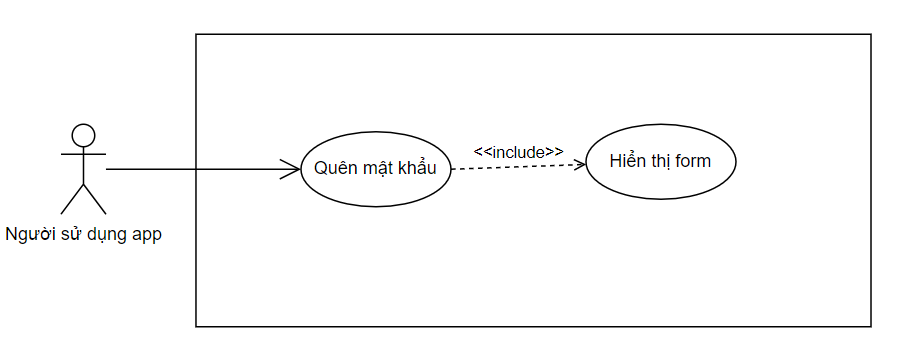 <<include>>
Quên mật khẩu
Hiển thị form
Người sử dụng app